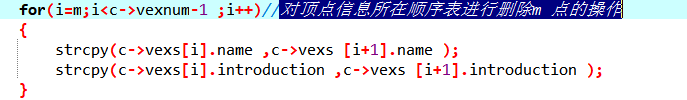 for(i=m;i<c->vexnum-1 ;i++)//对顶点信息所在顺序表进行删除m 点的操作
{
strcpy(c->vexs[i].name ,c->vexs [i+1].name );
strcpy(c->vexs[i].introduction ,c->vexs [i+1].introduction );
}